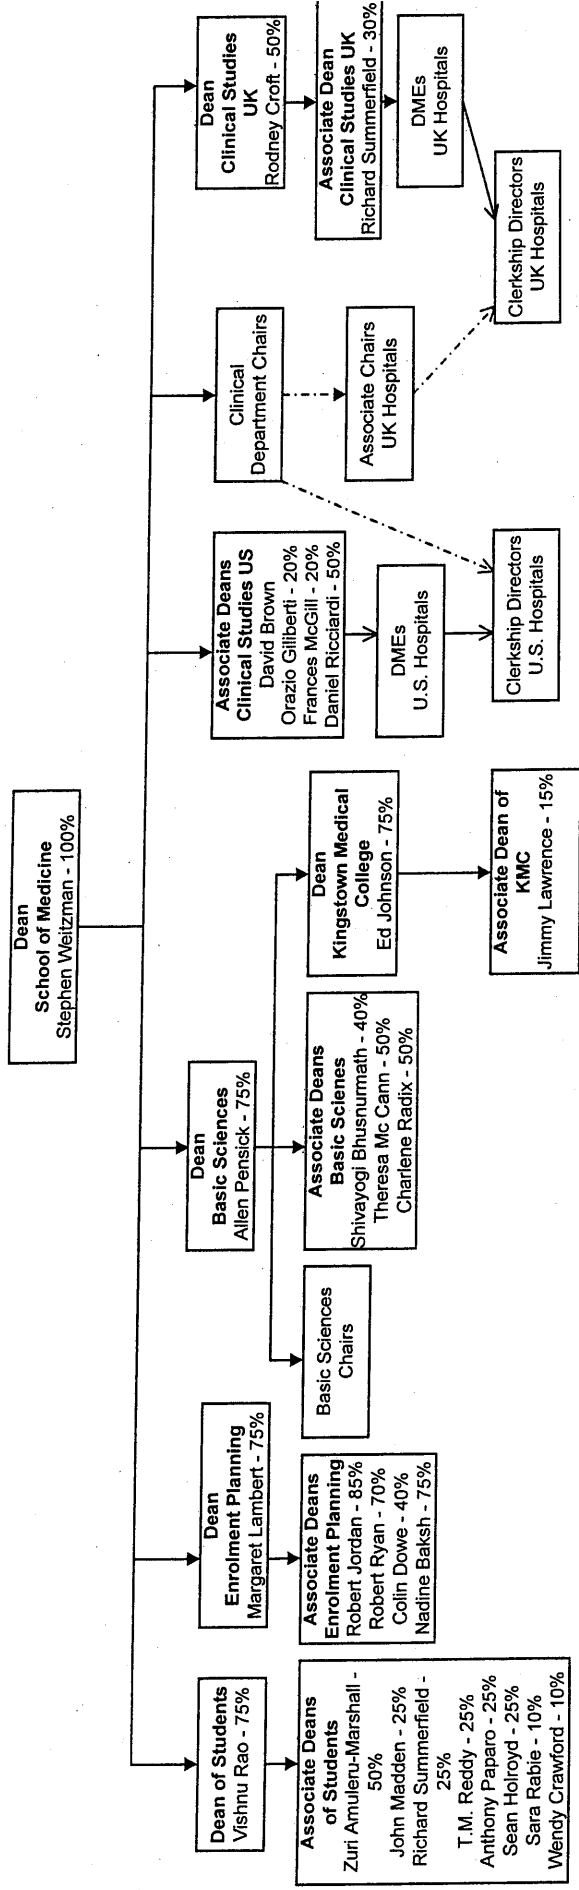 Dean
School of Medicine
Stephen Weitzman - 100%
Dean of Students
Vishnu Rao - 75%
Associate Deans
of Students
Zuri Amuleru-Marshall -
50%
John Madden - 25%
Richard Summerfield -
25%
T.M. Reddy - 25%
Anthony Paparo - 25%
Sean Holroyd - 25%
Sara Rabie - 10%
Wendy Crawford - 10%
Dean
Enrolment Planning
Margaret Lambert - 75%
Associate Deans
Enrolment Planning
Robert Jordan - 85%
Robert Ryan - 70%
Colin Dowe - 40%
Nadine Baksh - 75%
Dean
Basic Sciences
Allen Pensick - 75%
Basic Sciences
Chairs
Associate Deans
Basic Scienes
Shivayogi Bhusnurmath - 40%
Theresa Mc Cann - 50%
Charlene Radix - 50%
Dean
Kingstown Medical
College
Ed Johnson - 75%
Associate Dean of
KMC
Jimmy Lawrence - 15%
Associate Deans
Clinical Studies US
David Brown
Orazio Giliberti - 20%
Frances McGill - 20%
Daniel Ricciardi - 50%
DMEs
U.S. Hospitals
Clerkship Directors
U.S. Hospitals
Clinical
Department Chairs
Associate Chairs
UK Hospitals
Dean
Clinical Studies
UK
Rodney Croft - 50%
Associate Dean
Clinical Studies UK
Richard Summerfield - 30%
DMEs
UK Hospitals
Clerkship Directors
UK Hospitals